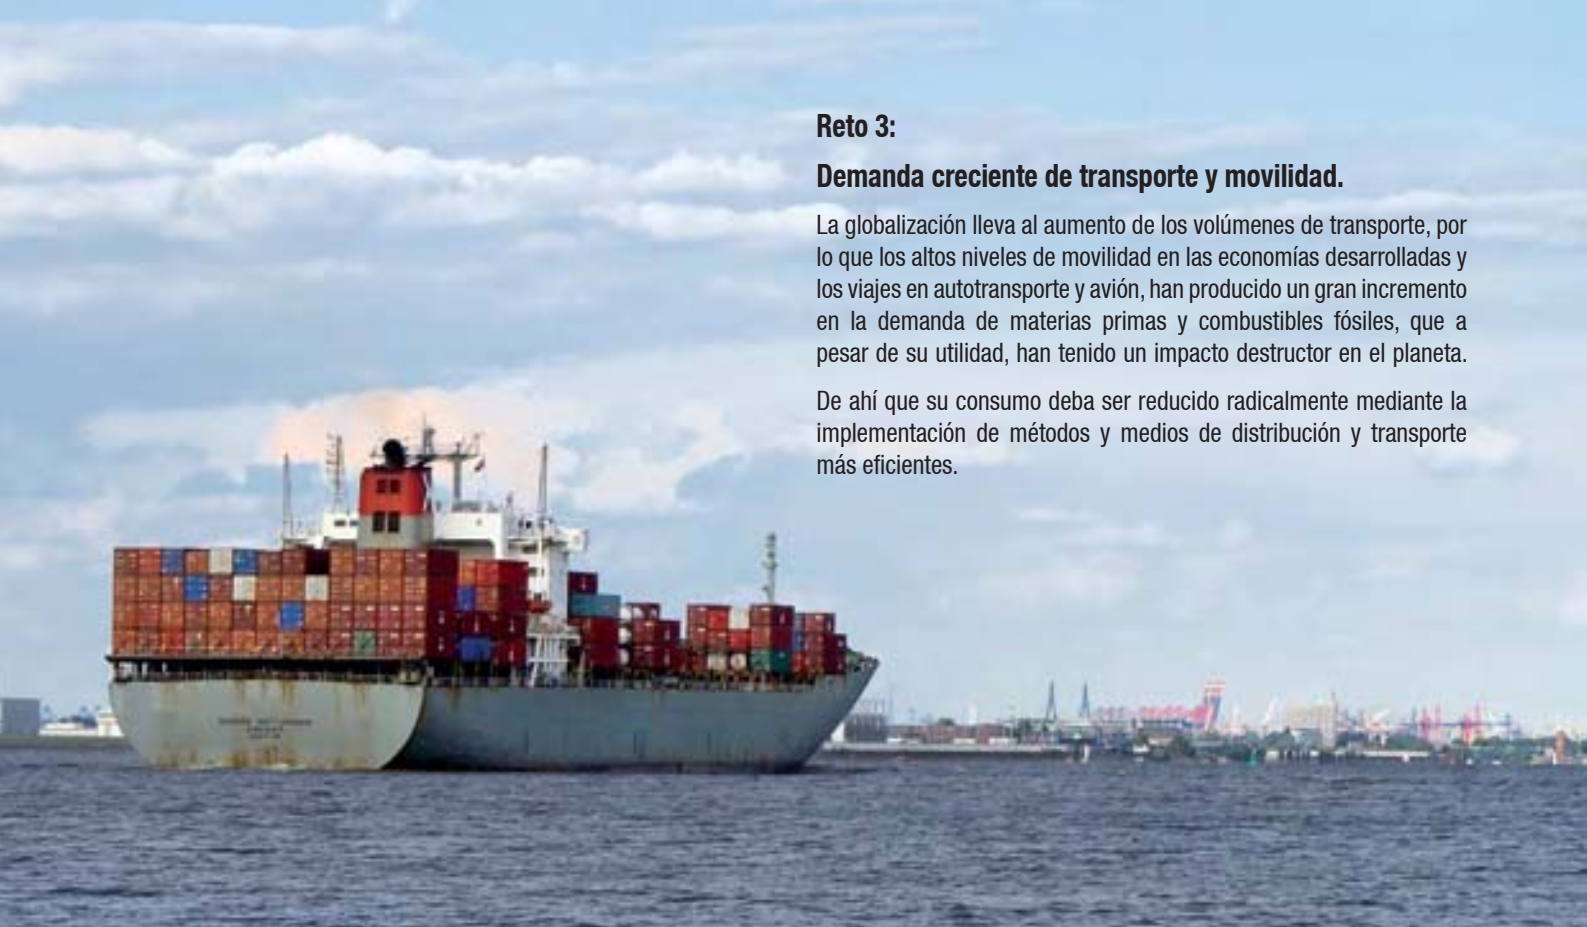 Reto 3:
Demanda creciente de transporte y movilidad.
La globalización lleva al aumento de los volúmenes de transporte, por
lo que los altos niveles de movilidad en las economías desarrolladas y
los viajes en autotransporte y avión, han producido un gran incremento
en la demanda de materias primas y combustibles fósiles, que a
pesar de su utilidad, han tenido un impacto destructor en el planeta.
De ahí que su consumo deba ser reducido radicalmente mediante la
implementación de métodos y medios de distribución y transporte
más eficientes.